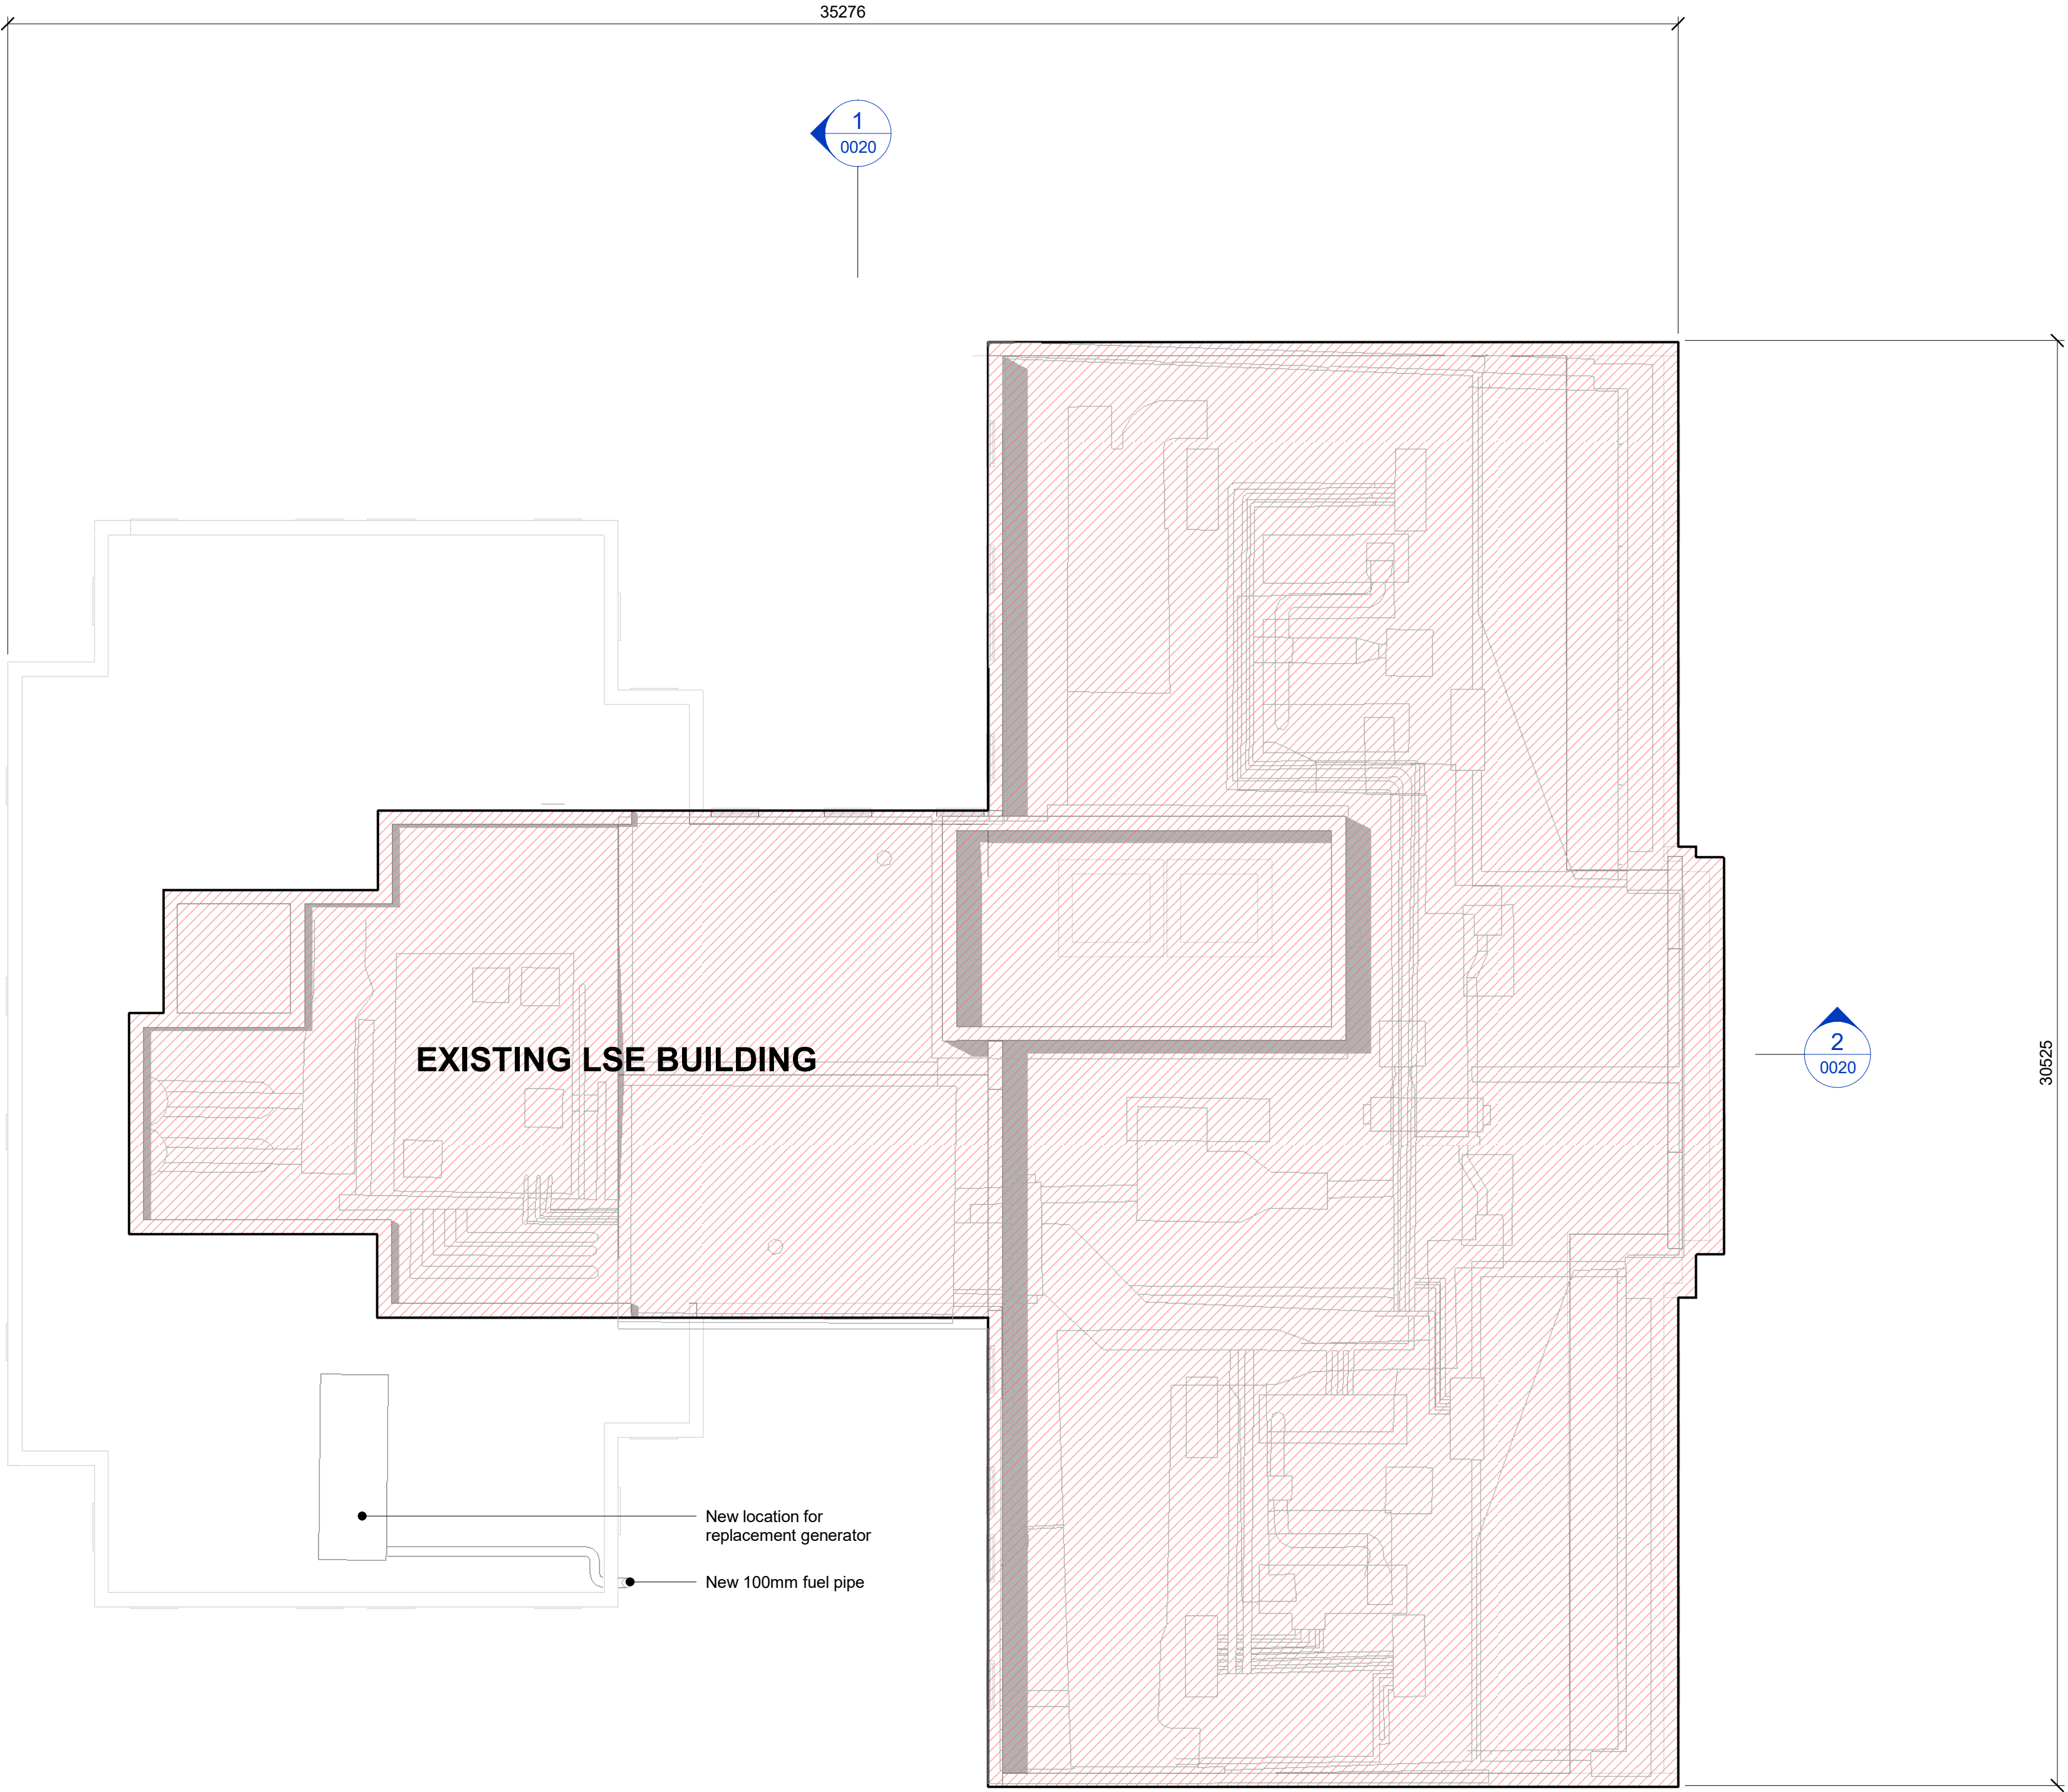 35276
1
0020
EXISTING LSE BUILDING
2
0020
30525
New location for
replacement generator
New 100mm fuel pipe